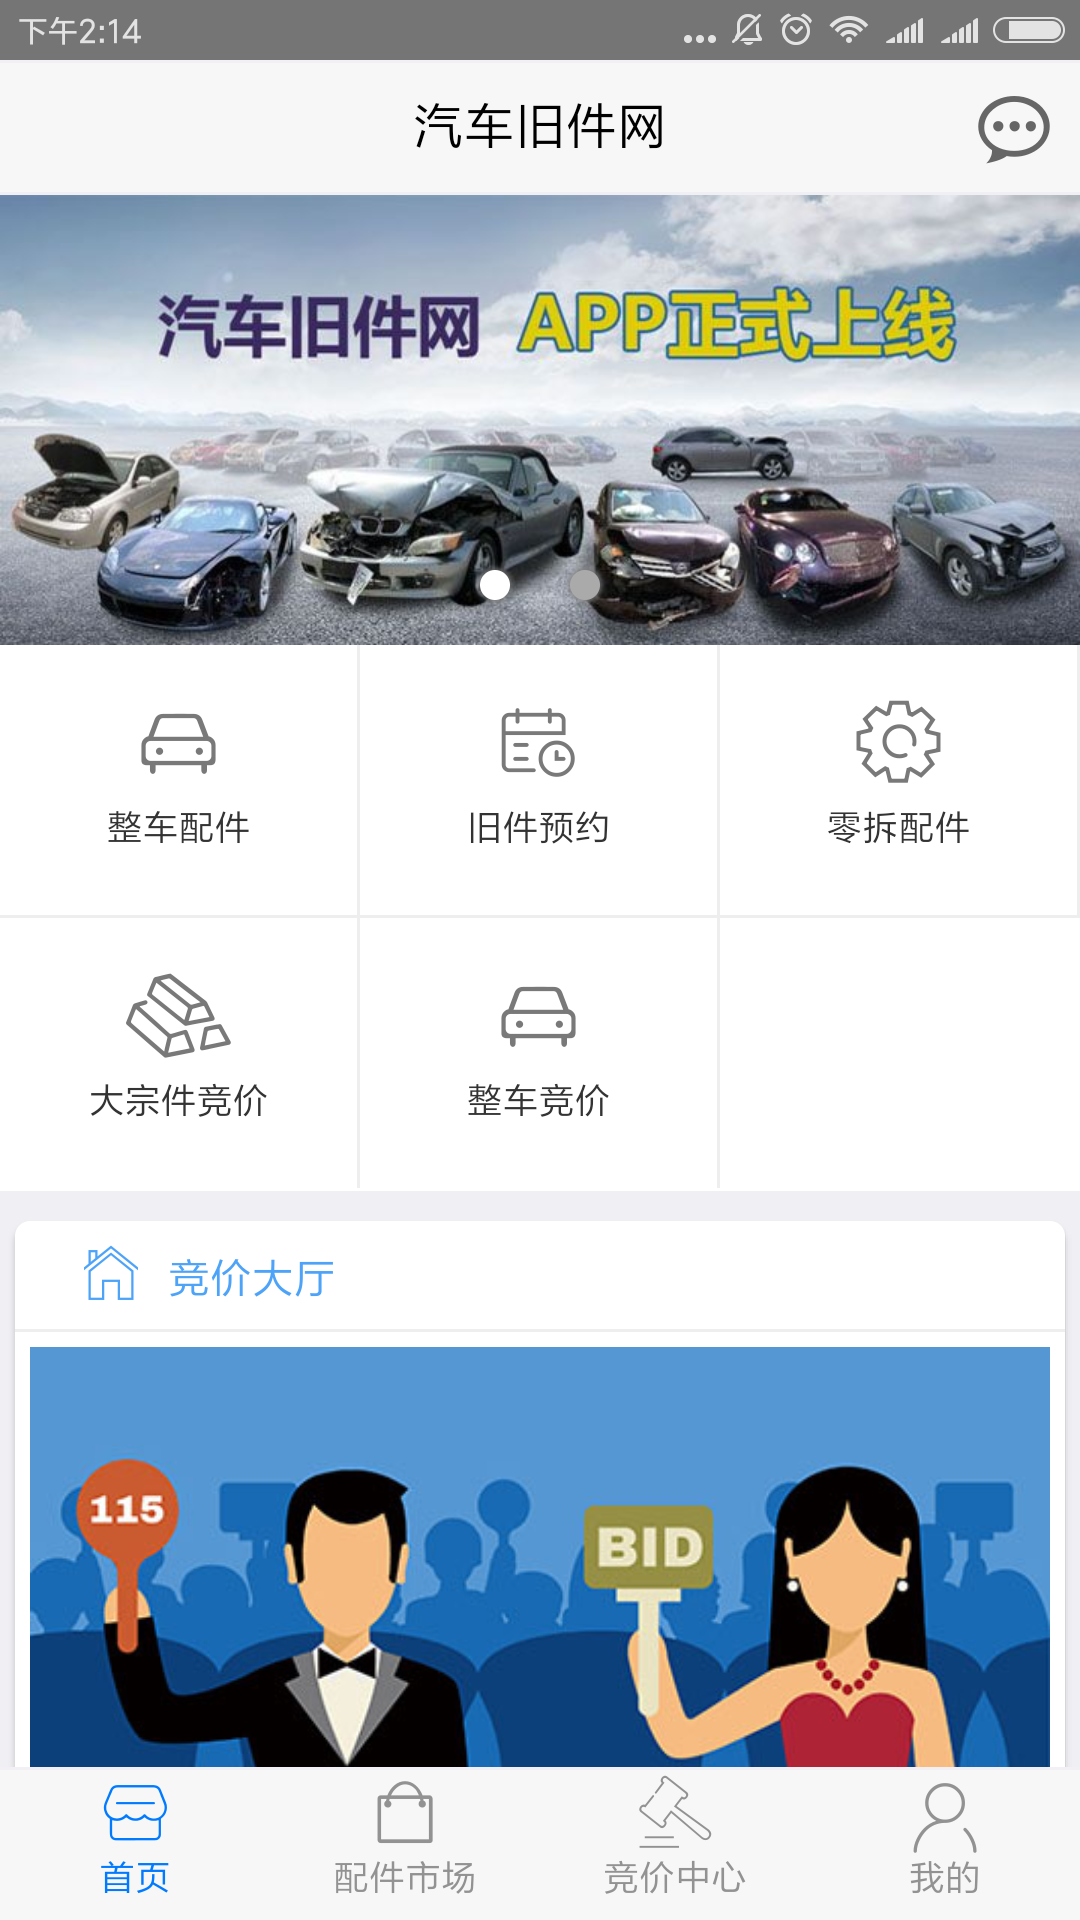 下午2:14
汽车旧件网
汽车旧件网 APP正式上线
整车配件 旧件预约 零拆配件
大宗件竞价 整车竞价
竞价大厅
115
BID
首页 配件市场 竞价中心 我的